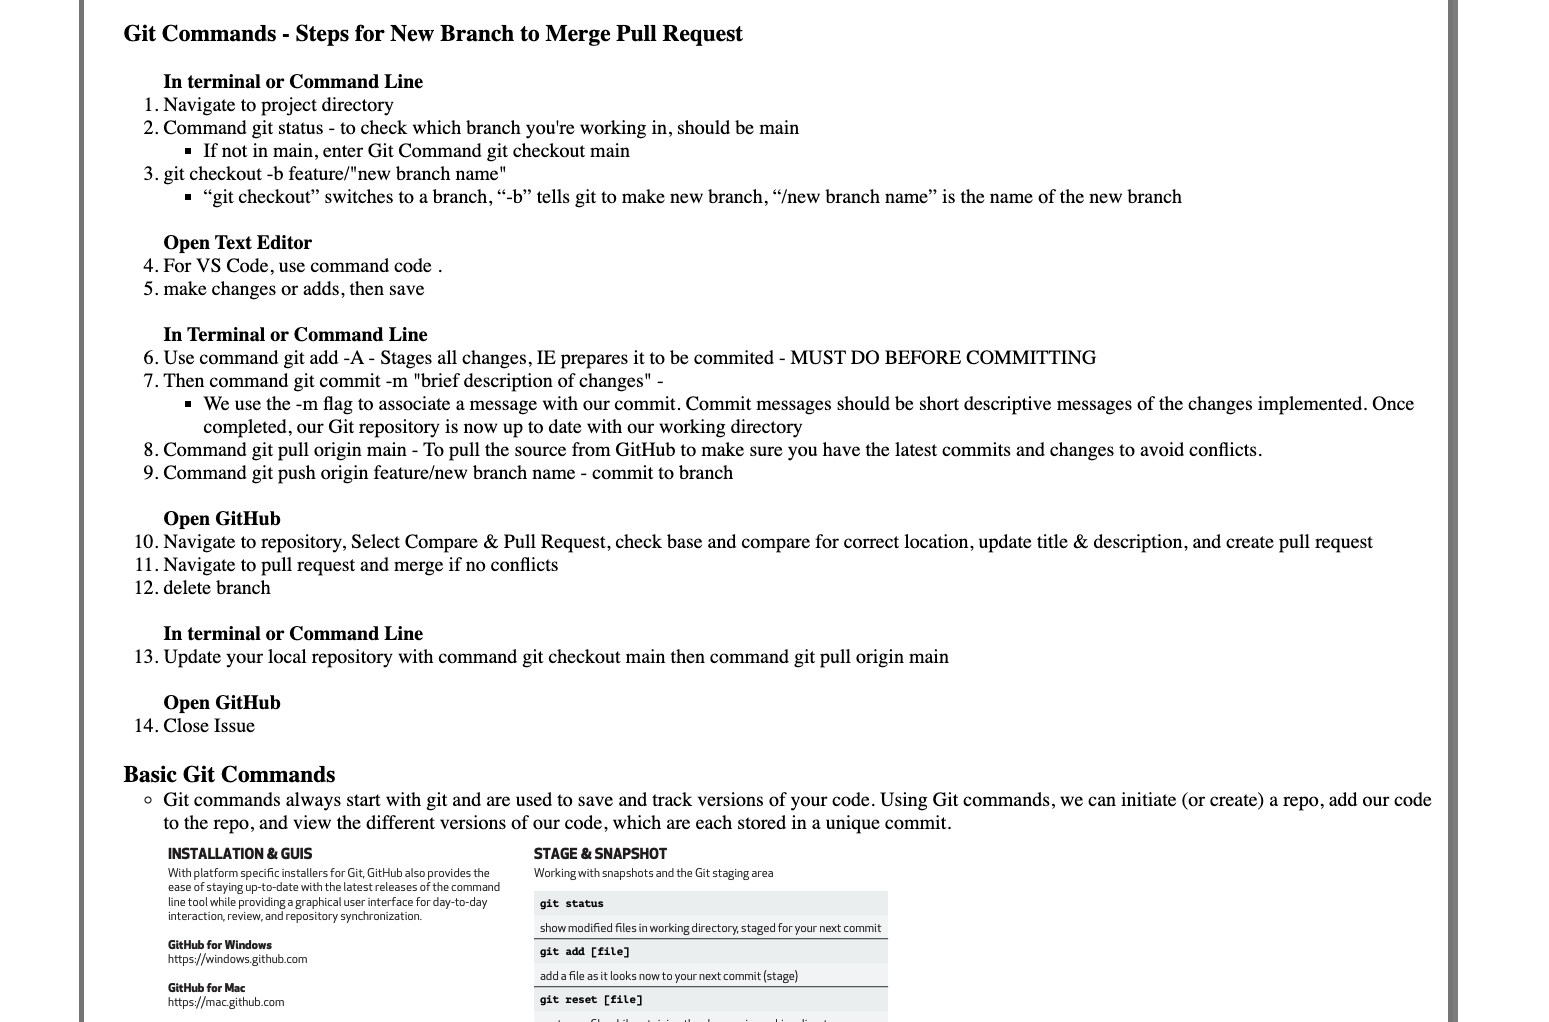 Git Commands - Steps for New Branch to Merge Pull Request
In terminal or Command Line
1. Navigate to project directory
2. Command git status - to check which branch you're working in, should be main
▪ If not in main, enter Git Command git checkout main
3. git checkout -b feature/"new branch name"
▪ “git checkout” switches to a branch, “-b” tells git to make new branch, “/new branch name” is the name of the new branch
Open Text Editor
4. For VS Code, use command code .
5. make changes or adds, then save
In Terminal or Command Line
6. Use command git add -A - Stages all changes, IE prepares it to be commited - MUST DO BEFORE COMMITTING
7. Then command git commit -m "brief description of changes" -
▪ We use the -m flag to associate a message with our commit. Commit messages should be short descriptive messages of the changes implemented. Once
completed, our Git repository is now up to date with our working directory
8. Command git pull origin main - To pull the source from GitHub to make sure you have the latest commits and changes to avoid conflicts.
9. Command git push origin feature/new branch name - commit to branch
Open GitHub
10. Navigate to repository, Select Compare & Pull Request, check base and compare for correct location, update title & description, and create pull request
11. Navigate to pull request and merge if no conflicts
12. delete branch
In terminal or Command Line
13. Update your local repository with command git checkout main then command git pull origin main
Open GitHub
14. Close Issue
Basic Git Commands
◦ Git commands always start with git and are used to save and track versions of your code. Using Git commands, we can initiate (or create) a repo, add our code
to the repo, and view the different versions of our code, which are each stored in a unique commit.
INSTALLATION & GUIS
With platform specific installers for Git, GitHub also provides the
ease of staying up-to-date with the latest releases of the command
line tool while providing a graphical user interface for day-to-day
interaction, review, and repository synchronization.
GitHub for Windows
https://windows.github.com
GitHub for Mac
https://mac.github.com
STAGE & SNAPSHOT
Working with snapshots and the Git staging area
git status
show modified files in working directory, staged for your next commit
git add [file]
add a file as it looks now to your next commit (stage)
git reset [file]